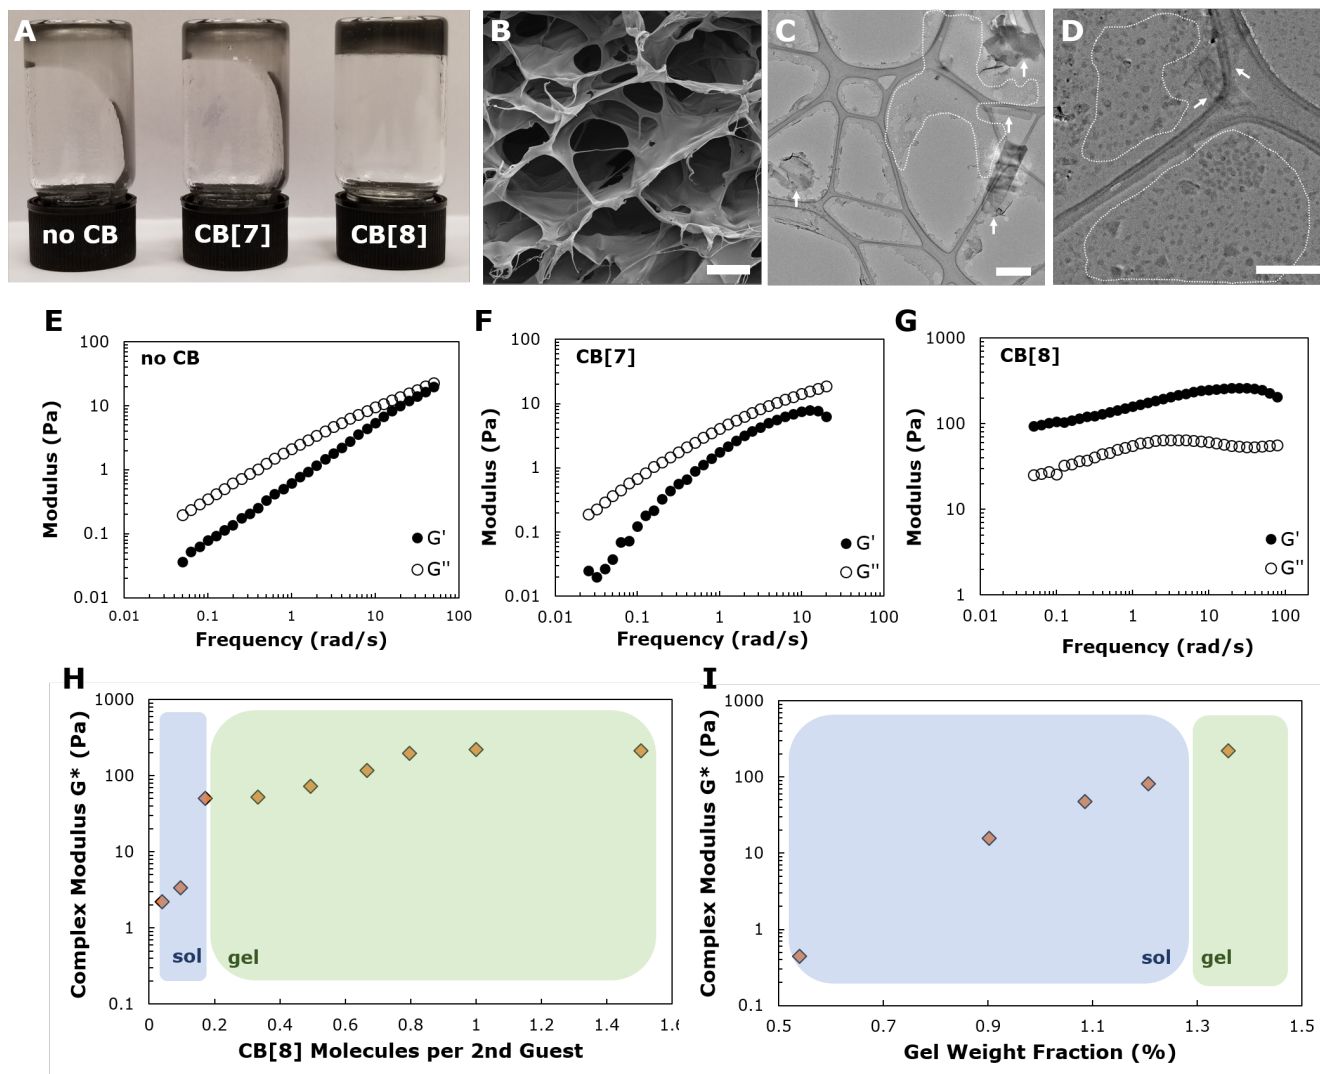 A
B
C
D
no CB
CB[7]
CB[8]
E
F
G
Modulus (Pa)
100
10
1
0.1
0.01
no CB
G'
G''
0.01
0.1
1
10
100
Frequency (rad/s)
Modulus (Pa)
100
10
1
0.1
0.01
CB[7]
G'
G''
0.01
0.1
1
10
100
Frequency (rad/s)
Modulus (Pa)
1000
100
10
1
CB[8]
G'
G''
0.01
0.1
1
10
100
Frequency (rad/s)
H
Complex Modulus G* (Pa)
1000
100
10
1
0.1
sol
gel
0
0.2
0.4
0.6
0.8
1
1.2
1.4
CB[8] Molecules per 2nd Guest
I
Complex Modulus G* (Pa)
1000
100
10
1
0.1
sol
gel
0.5
0.7
0.9
1.1
1.3
1.5
Gel Weight Fraction (%)